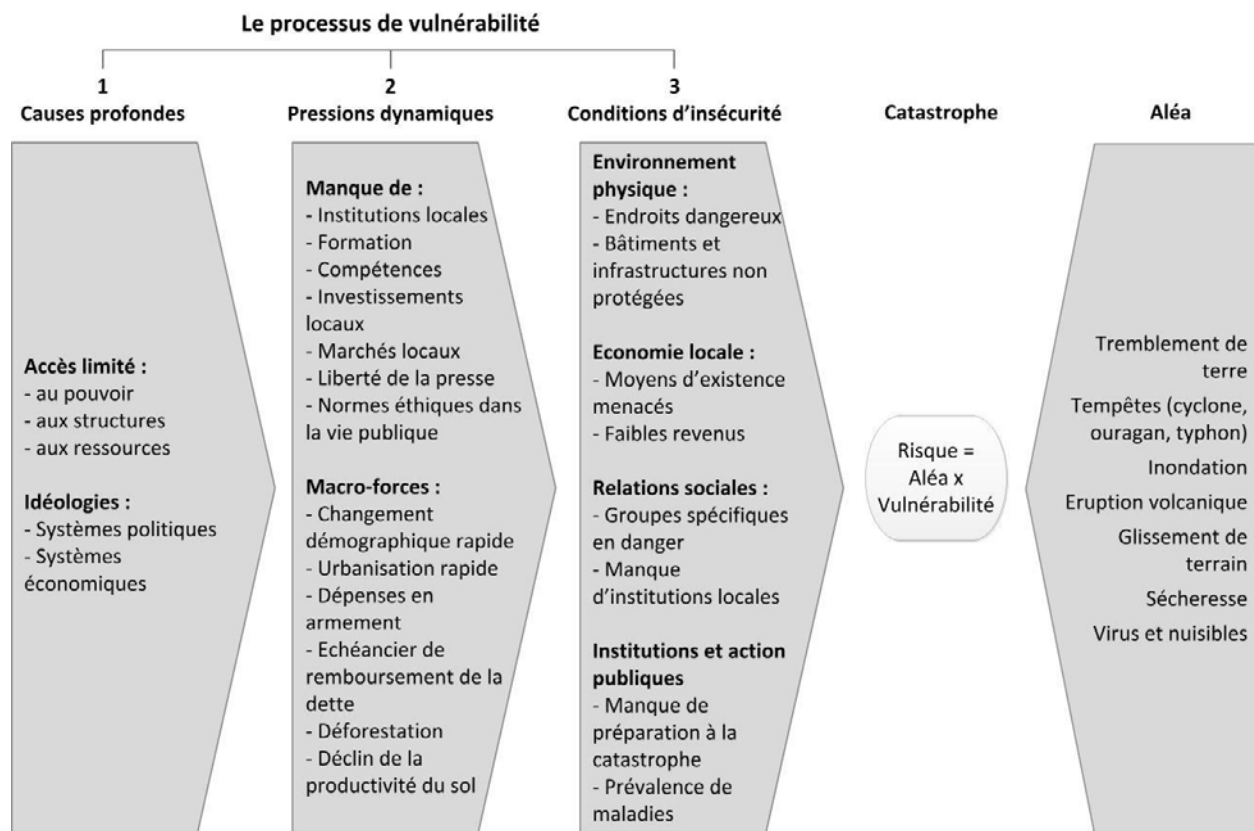 Le processus de vulnérabilité
1
Causes profondes
Accès limité :
- au pouvoir
- aux structures
- aux ressources
Idéologies :
- Systèmes politiques
- Systèmes
économiques
2
Pressions dynamiques
Manque de :
- Institutions locales
- Formation
- Compétences
- Investissements
locaux
- Marchés locaux
- Liberté de la presse
- Normes éthiques dans
la vie publique
Macro-forces :
- Changement
démographique rapide
- Urbanisation rapide
- Dépenses en
armement
- Echéancier de
remboursement de la
dette
- Déforestation
- Déclin de la
productivité du sol
3
Conditions d’insécurité
Environnement
physique :
- Endroits dangereux
- Bâtiments et
infrastructures non
protégées
Economie locale :
- Moyens d’existence
menacés
- Faibles revenus
Relations sociales :
- Groupes spécifiques
en danger
- Manque
d’institutions locales
Institutions et action
publiques
- Manque de
préparation à la
catastrophe
- Prévalence de
maladies
Catastrophe
Risque =
Aléa x
Vulnérabilité
Aléa
Tremblement de
terre
Tempêtes (cyclone,
ouragan, typhon)
Inondation
Eruption volcanique
Glissement de
terrain
Sécheresse
Virus et nuisibles